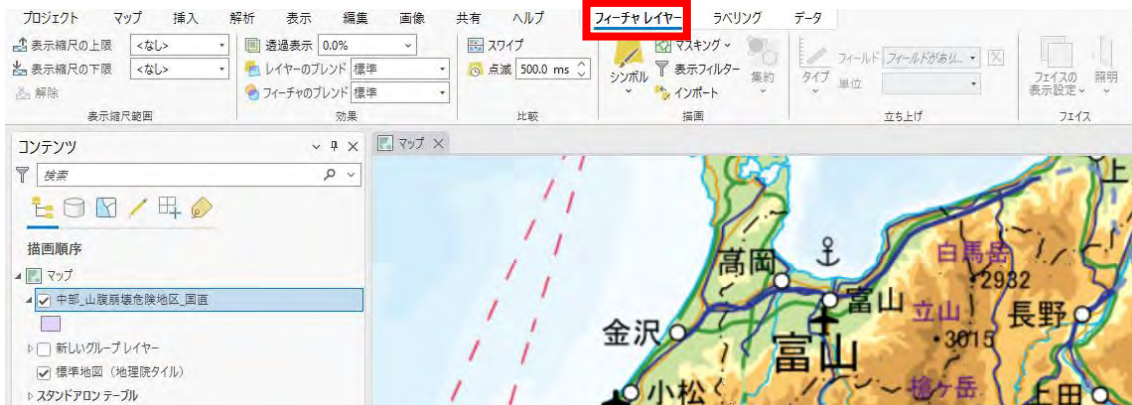 プロジェクト マップ 挿入 解析 表示 編集 画像 共有 ヘルプ フィーチャ レイヤー ラベリング データ
表示縮尺の上限 <なし> 透過表示 0.0% スワイプ マスキング
表示縮尺の下限 <なし> レイヤーのブレンド 標準 点滅 500.0 ms シンボル 表示フィルター 集約 タイプ フィールド フィールドがあり... フェイスの表示設定 照明
解除 フィーチャのブレンド 標準 インポート 単位
表示縮尺範囲 効果 比較 描画 立ち上げ フェイス
コンテンツ
マップ
検索
描画順序
マップ
中部_山腹崩壊危険地区_国直
新しいグループ レイヤー
標準地図（地理院タイル）
スタンドアロン テーブル
上
高岡
白馬岳
2932
富山
立山
長野
金沢
3015
富山
小松
槍ケ岳
上田